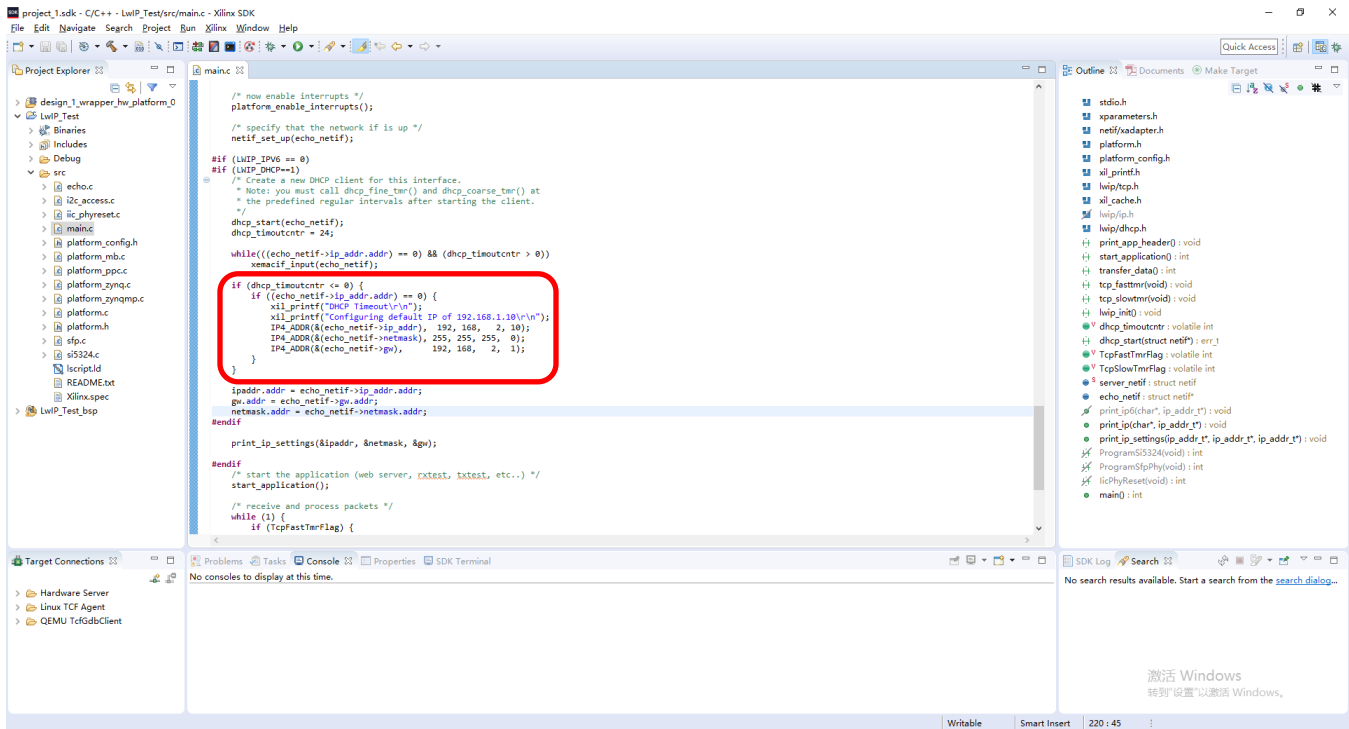 project_1.sdk - C/C++ - LwIP_Test/src/main.c - Xilinx SDK
File Edit Navigate Search Project Run Xilinx Window Help
Quick Access
Project Explorer
design_1_wrapper_hw_platform_0
LwIP_Test
Binaries
Includes
Debug
src
echo.c
i2c_access.c
iic_phyreset.c
main.c
platform_config.h
platform_mb.c
platform_ppc.c
platform_zynq.c
platform_zynqmp.c
platform.c
platform.h
sfp.c
si5324.c
lscript.ld
README.txt
Xilinx.spec
LwIP_Test_bsp
main.c
/* now enable interrupts */
platform_enable_interrupts();
/* specify that the network if is up */
netif_set_up(echo_netif);
#if (LWIP_IPV6 == 0)
#if (LWIP_DHCP==1)
/* Create a new DHCP client for this interface.
* Note: you must call dhcp_fine_tmr() and dhcp_coarse_tmr() at
* the predefined regular intervals after starting the client.
*/
dhcp_start(echo_netif);
dhcp_timoutcntr = 24;
while(((echo_netif->ip_addr.addr) == 0) && (dhcp_timoutcntr > 0))
xemacif_input(echo_netif);
if (dhcp_timoutcntr <= 0) {
if ((echo_netif->ip_addr.addr) == 0) {
xil_printf("DHCP Timeout\r\n");
xil_printf("Configuring default IP of 192.168.1.10\r\n");
IP4_ADDR(&(echo_netif->ip_addr), 192, 168, 2, 10);
IP4_ADDR(&(echo_netif->netmask), 255, 255, 255, 0);
IP4_ADDR(&(echo_netif->gw), 192, 168, 2, 1);
}
}
ipaddr.addr = echo_netif->ip_addr.addr;
gw.addr = echo_netif->gw.addr;
netmask.addr = echo_netif->netmask.addr;
#endif
print_ip_settings(&ipaddr, &netmask, &gw);
#endif
/* start the application (web server, rxtest, txtest, etc..) */
start_application();
/* receive and process packets */
while (1) {
if (TcpFastTmrFlag) {
Outline Documents Make Target
stdio.h
xparameters.h
netif/xadapter.h
platform.h
platform_config.h
xil_printf.h
lwip/tcp.h
xil_cache.h
lwip/ip.h
lwip/dhcp.h
print_app_header() : void
start_application() : int
transfer_data() : int
tcp_fasttmr(void) : void
tcp_slowtmr(void) : void
lwip_init() : void
dhcp_timoutcntr : volatile int
dhcp_start(struct netif*) : err_t
TcpFastTmrFlag : volatile int
TcpSlowTmrFlag : volatile int
server_netif : struct netif
echo_netif : struct netif*
print_ip6(char*, ip_addr_t*) : void
print_ip(char*, ip_addr_t*) : void
print_ip_settings(ip_addr_t*, ip_addr_t*, ip_addr_t*) : void
ProgramSi5324(void) : int
ProgramSfpPhy(void) : int
IicPhyReset(void) : int
main() : int
Target Connections
Hardware Server
Linux TCF Agent
QEMU TcfGdbClient
Problems Tasks Console Properties SDK Terminal
No consoles to display at this time.
SDK Log Search
No search results available. Start a search from the search dialog...
激活 Windows
转到"设置"以激活 Windows。
Writable Smart Insert 220 : 45